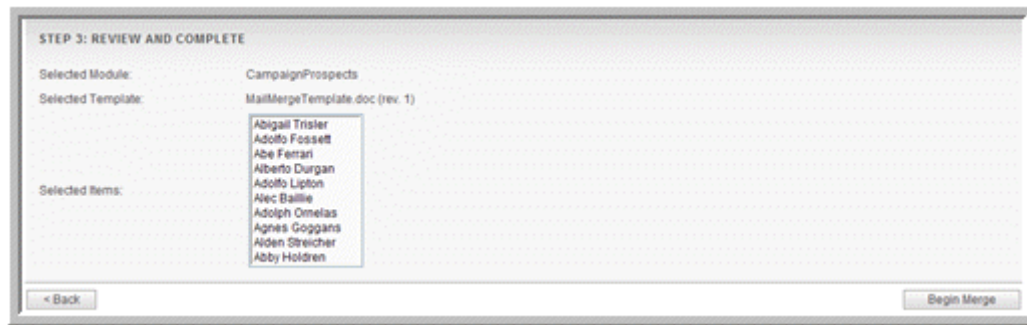 STEP 3: REVIEW AND COMPLETE
Selected Module: CampaignProspects
Selected Template: MailMergeTemplate.doc (rev. 1)
Selected Items:
Abigail Trisler
Adolfo Fossett
Abe Ferrari
Alberto Durgan
Adolfo Lipton
Alec Baillie
Adolph Ornelas
Agnes Goggans
Alden Streicher
Abby Holdren
< Back Begin Merge